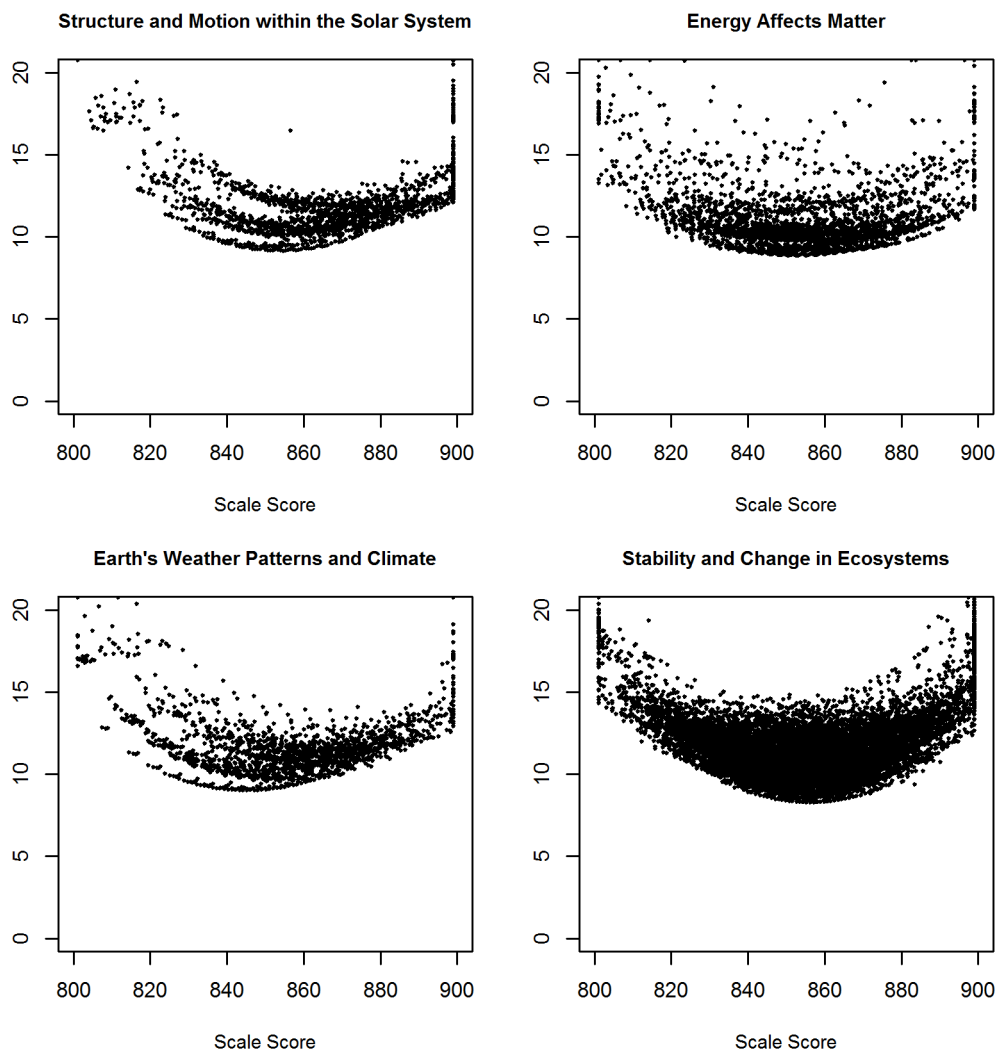 Structure and Motion within the Solar System
20
15
10
5
0
800 820 840 860 880 900
Scale Score
Energy Affects Matter
20
15
10
5
0
800 820 840 860 880 900
Scale Score
Earth's Weather Patterns and Climate
20
15
10
5
0
800 820 840 860 880 900
Scale Score
Stability and Change in Ecosystems
20
15
10
5
0
800 820 840 860 880 900
Scale Score